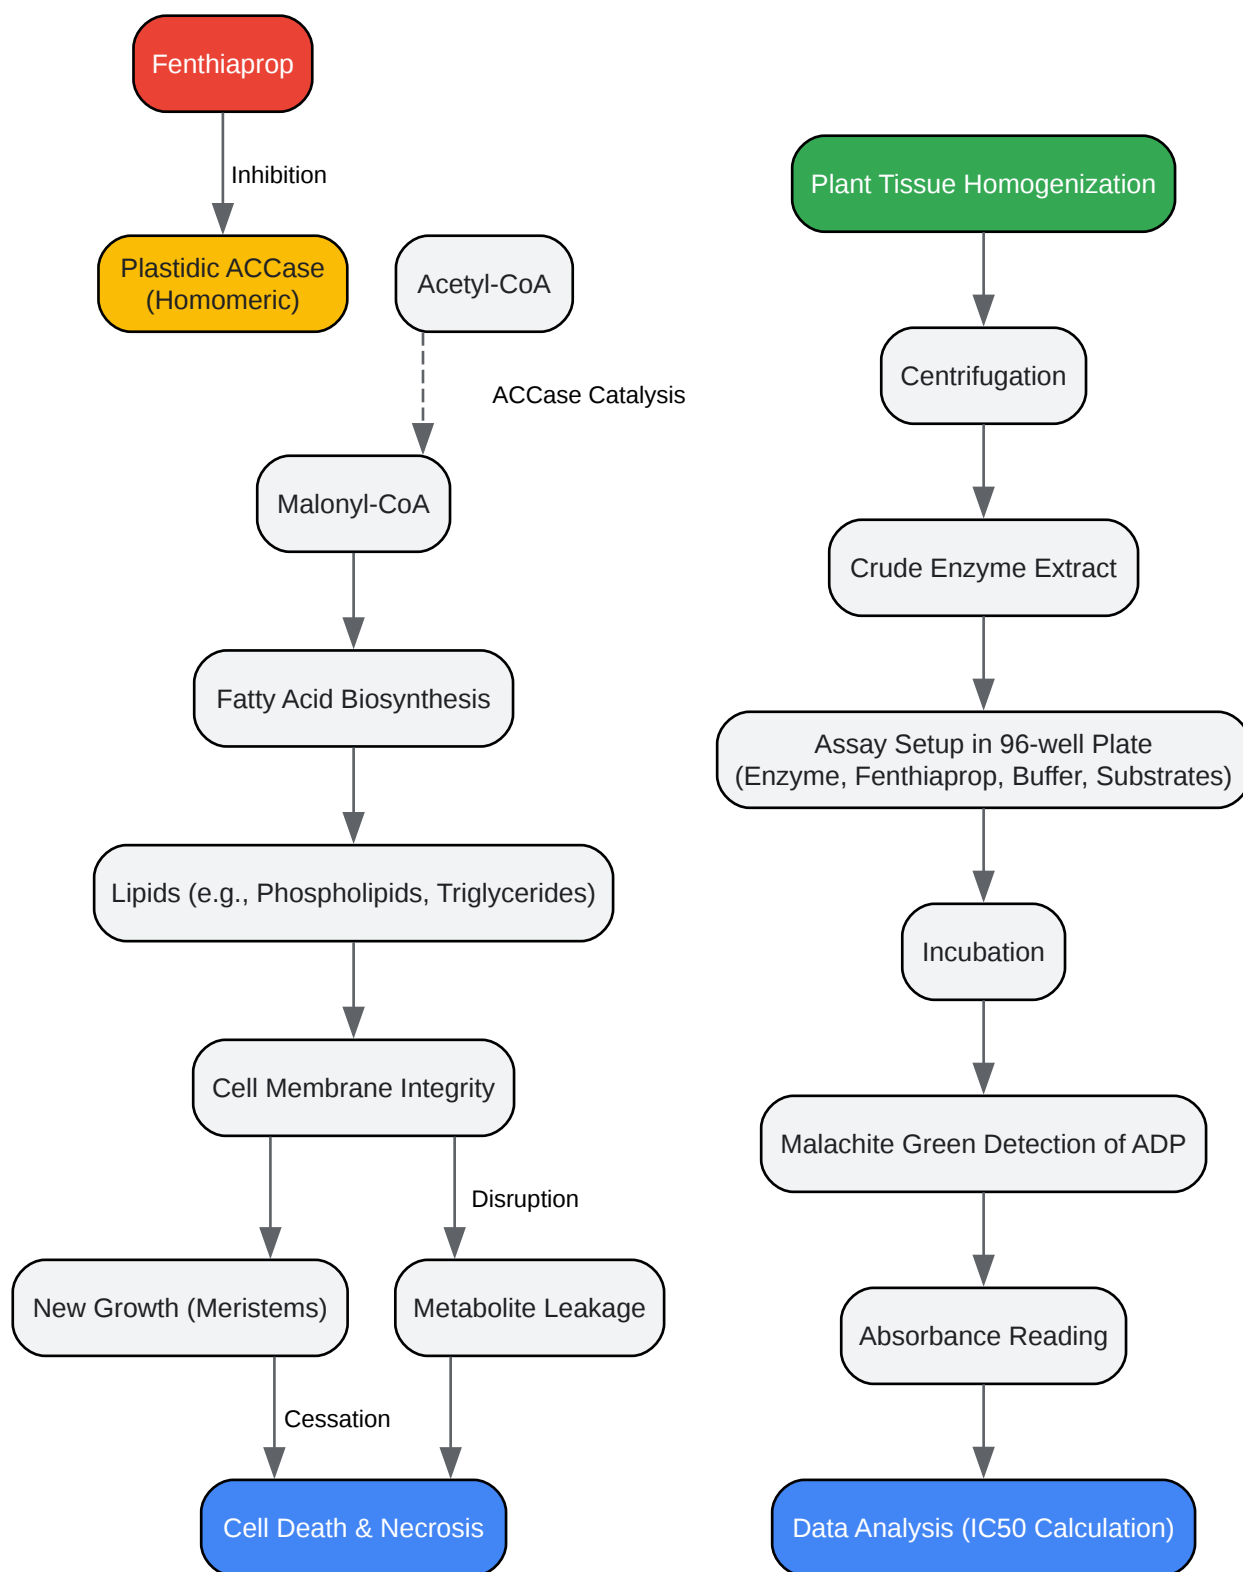 Fenthiaprop
Inhibition
Plastidic ACCase
(Homomeric)
Acetyl-CoA
ACCase Catalysis
Malonyl-CoA
Fatty Acid Biosynthesis
Lipids (e.g., Phospholipids, Triglycerides)
Cell Membrane Integrity
Disruption
New Growth (Meristems)
Metabolite Leakage
Cessation
Cell Death & Necrosis
Plant Tissue Homogenization
Centrifugation
Crude Enzyme Extract
Assay Setup in 96-well Plate
(Enzyme, Fenthiaprop, Buffer, Substrates)
Incubation
Malachite Green Detection of ADP
Absorbance Reading
Data Analysis (IC50 Calculation)